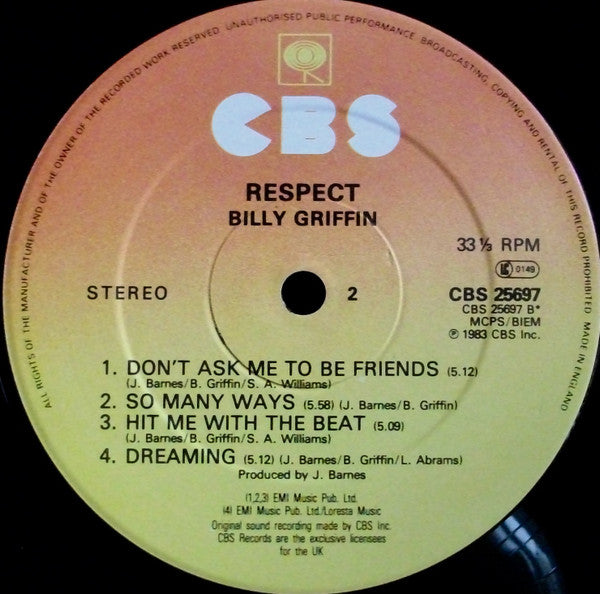 ALL RIGHTS OF THE MANUFACTURER AND OF THE OWNER OF THE RECORDED WORK RESERVED. UNAUTHORISED PUBLIC PERFORMANCE, BROADCASTING, COPYING AND RENTAL OF THIS RECORD PROHIBITED. MADE IN ENGLAND
CBS
RESPECT
BILLY GRIFFIN
33⅓ RPM
0149
STEREO
2
CBS 25697
CBS 25697 B*
MCPS/BIEM
℗ 1983 CBS Inc.
1. DON'T ASK ME TO BE FRIENDS (5.12)
(J. Barnes/B. Griffin/S. A. Williams)
2. SO MANY WAYS (5.58) (J. Barnes/B. Griffin)
3. HIT ME WITH THE BEAT (5.09)
(J. Barnes/B. Griffin/S. A. Williams)
4. DREAMING (5.12) (J. Barnes/B. Griffin/L. Abrams)
Produced by J. Barnes
(1,2,3) EMI Music Pub. Ltd.
(4) EMI Music Pub. Ltd./Loresta Music
Original sound recording made by CBS Inc.
CBS Records are the exclusive licensees
for the UK